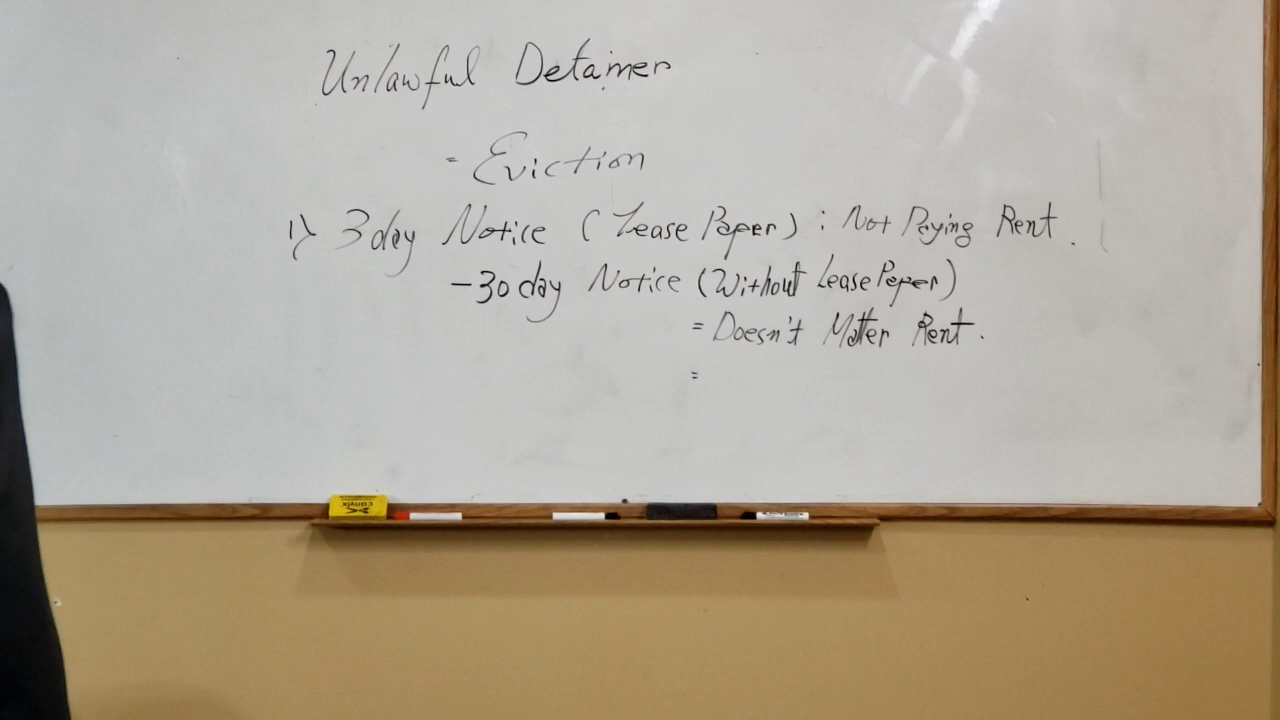 Unlawful Detainer
= Eviction
1> 3 day Notice (Lease Paper) : Not Paying Rent.
- 30 day Notice (Without Lease Paper)
= Doesn't Matter Rent.
=